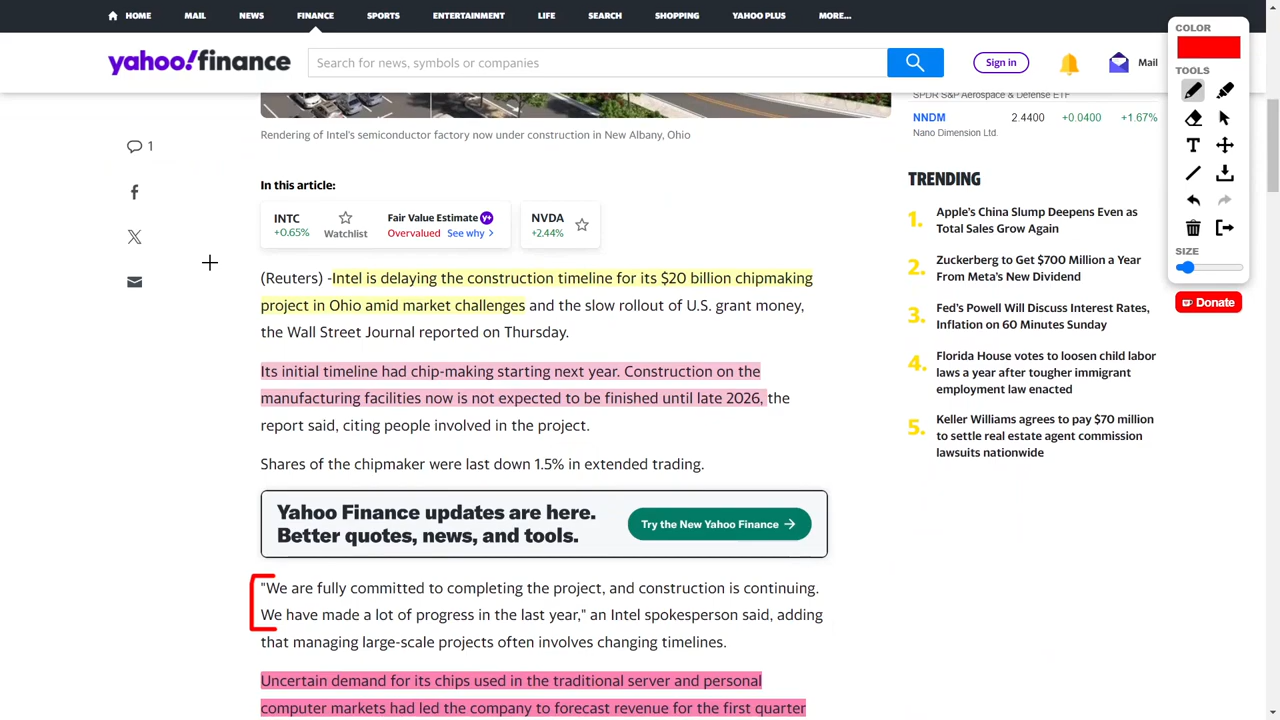 HOME MAIL NEWS FINANCE SPORTS ENTERTAINMENT LIFE SEARCH SHOPPING YAHOO PLUS MORE...
yahoo!finance
Search for news, symbols or companies
Sign in
Mail
Rendering of Intel's semiconductor factory now under construction in New Albany, Ohio
1
In this article:
INTC
+0.65%
Watchlist
Fair Value Estimate Y+
Overvalued See why >
NVDA
+2.44%
(Reuters) -Intel is delaying the construction timeline for its $20 billion chipmaking
project in Ohio amid market challenges and the slow rollout of U.S. grant money,
the Wall Street Journal reported on Thursday.
Its initial timeline had chip-making starting next year. Construction on the
manufacturing facilities now is not expected to be finished until late 2026, the
report said, citing people involved in the project.
Shares of the chipmaker were last down 1.5% in extended trading.
Yahoo Finance updates are here.
Better quotes, news, and tools.
Try the New Yahoo Finance →
"We are fully committed to completing the project, and construction is continuing.
We have made a lot of progress in the last year," an Intel spokesperson said, adding
that managing large-scale projects often involves changing timelines.
Uncertain demand for its chips used in the traditional server and personal
computer markets had led the company to forecast revenue for the first quarter
SPDR S&P Aerospace & Defense ETF
NNDM 2.4400 +0.0400 +1.67%
Nano Dimension Ltd.
TRENDING
1. Apple's China Slump Deepens Even as
Total Sales Grow Again
2. Zuckerberg to Get $700 Million a Year
From Meta's New Dividend
3. Fed's Powell Will Discuss Interest Rates,
Inflation on 60 Minutes Sunday
4. Florida House votes to loosen child labor
laws a year after tougher immigrant
employment law enacted
5. Keller Williams agrees to pay $70 million
to settle real estate agent commission
lawsuits nationwide
COLOR
TOOLS
T
SIZE
Donate